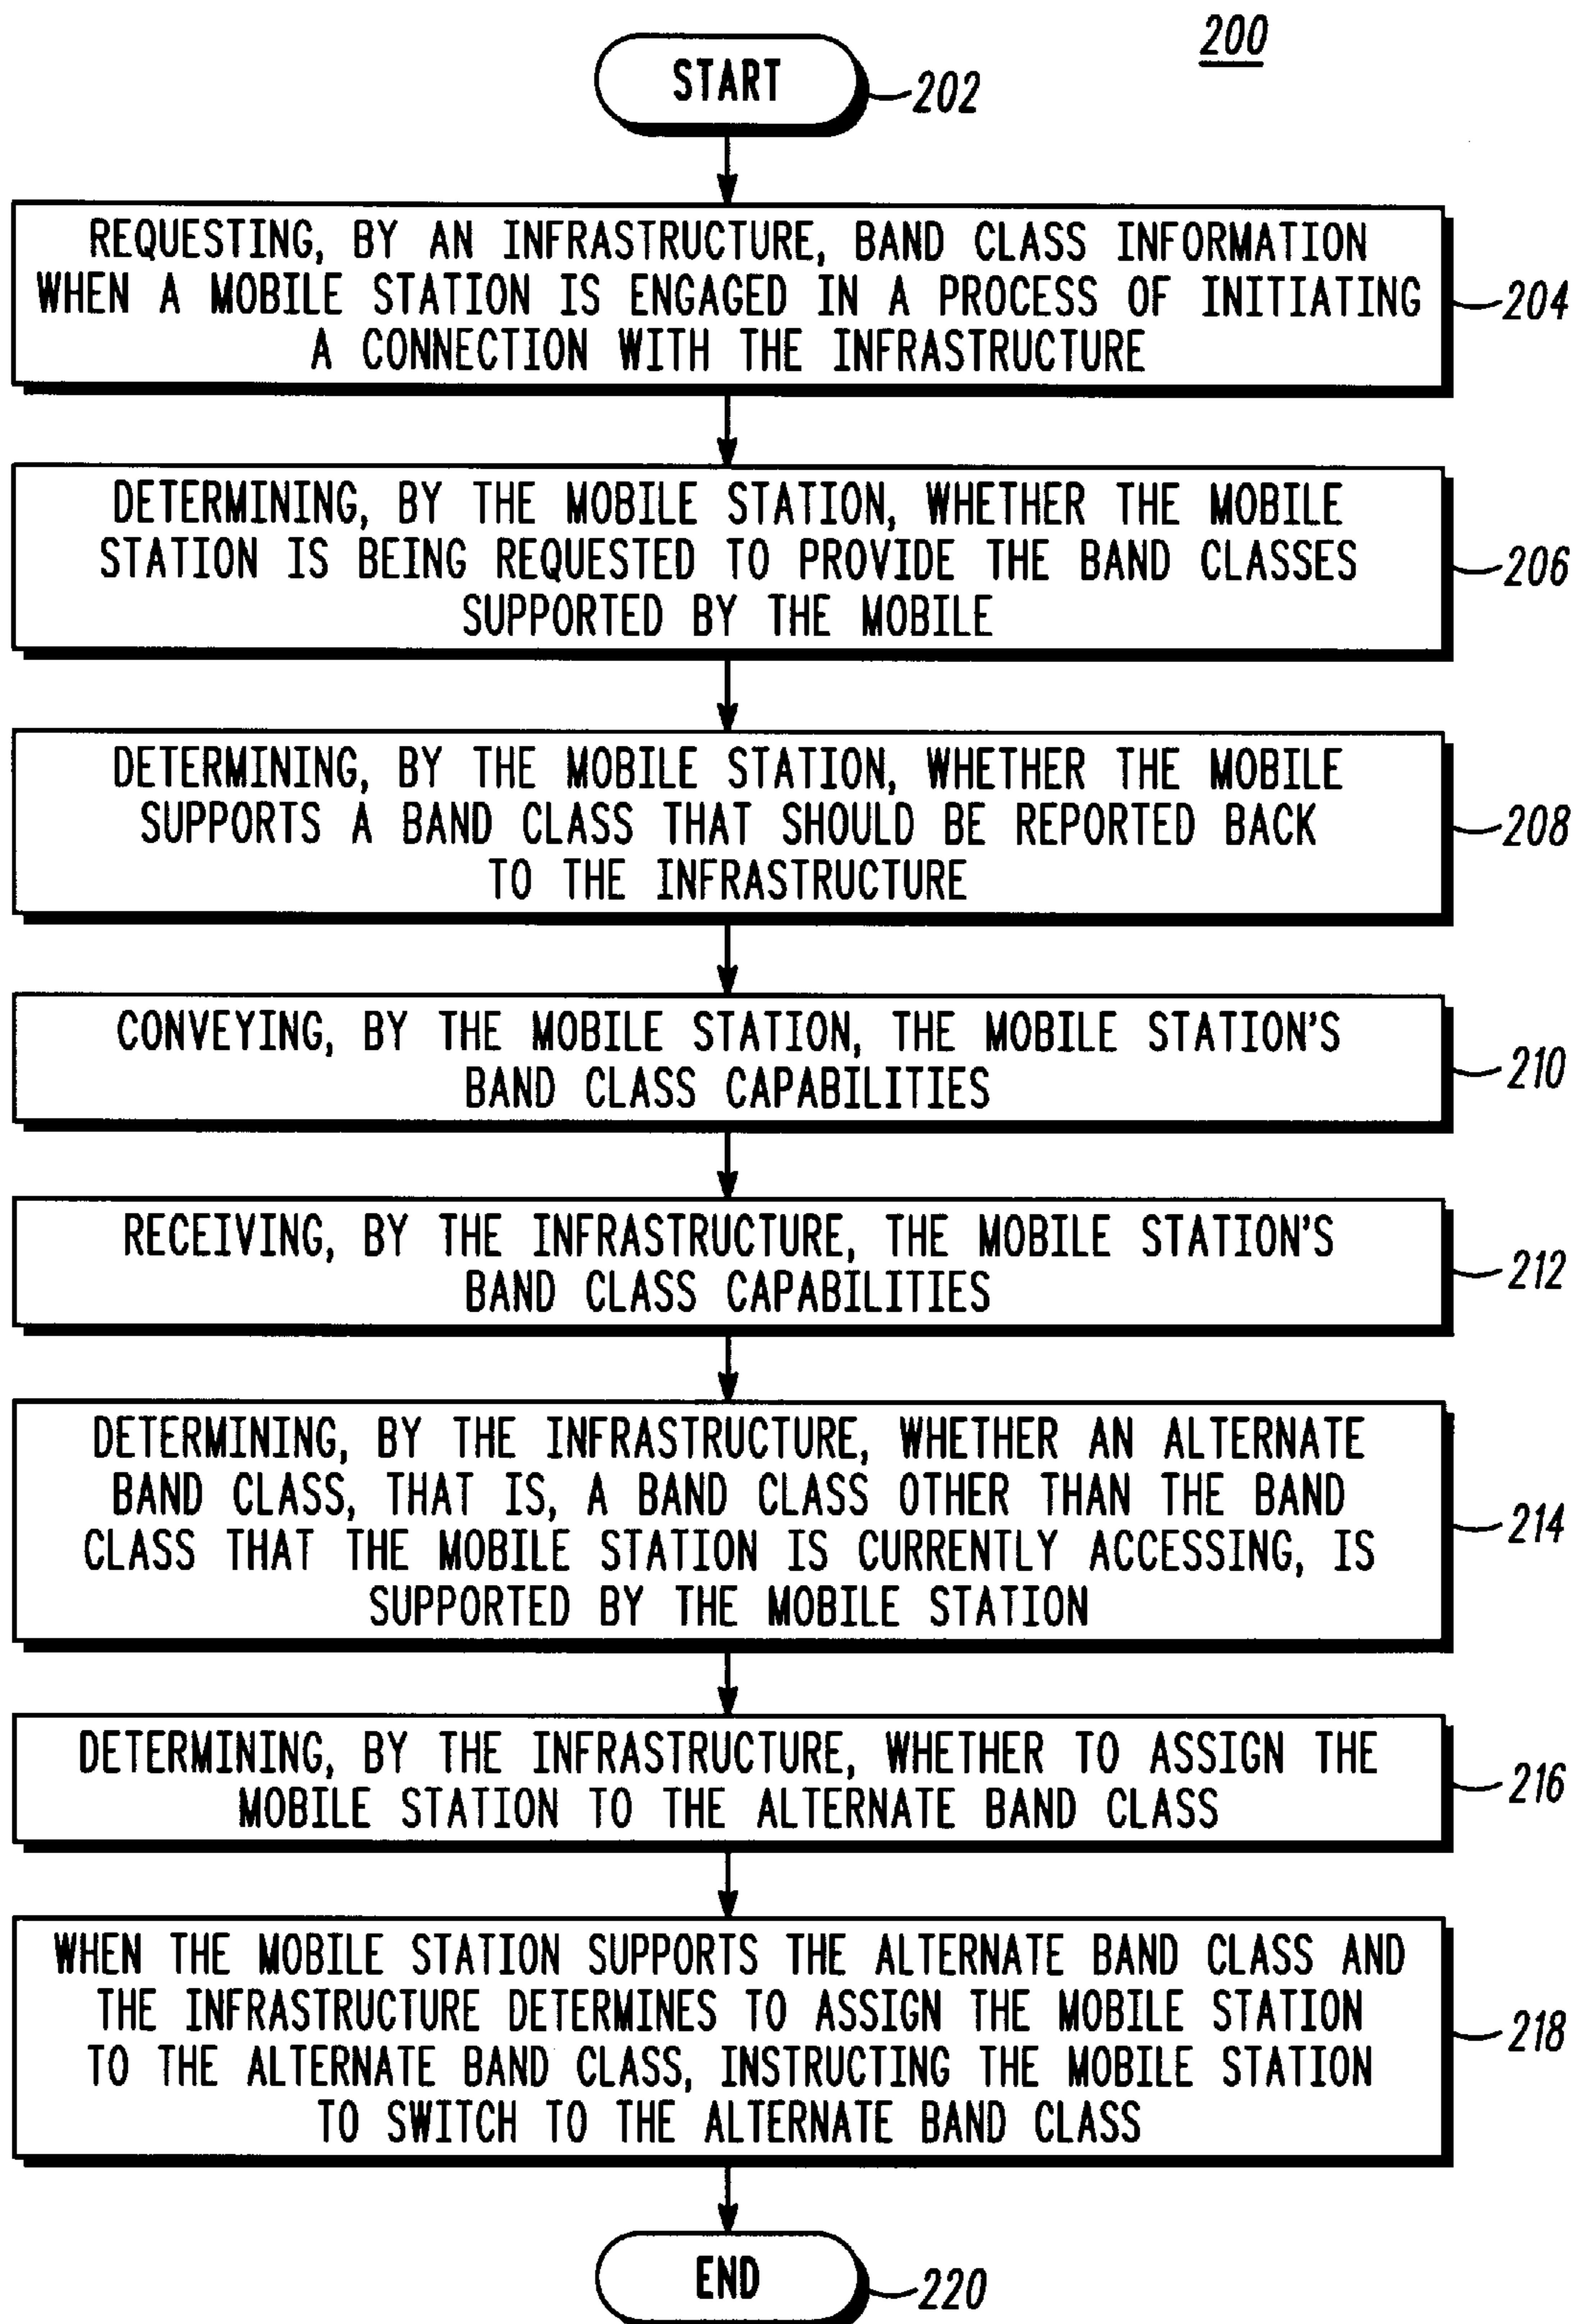 200
START
202
REQUESTING, BY AN INFRASTRUCTURE, BAND CLASS INFORMATION
WHEN A MOBILE STATION IS ENGAGED IN A PROCESS OF INITIATING
A CONNECTION WITH THE INFRASTRUCTURE
204
DETERMINING, BY THE MOBILE STATION, WHETHER THE MOBILE
STATION IS BEING REQUESTED TO PROVIDE THE BAND CLASSES
SUPPORTED BY THE MOBILE
206
DETERMINING, BY THE MOBILE STATION, WHETHER THE MOBILE
SUPPORTS A BAND CLASS THAT SHOULD BE REPORTED BACK
TO THE INFRASTRUCTURE
208
CONVEYING, BY THE MOBILE STATION, THE MOBILE STATION'S
BAND CLASS CAPABILITIES
210
RECEIVING, BY THE INFRASTRUCTURE, THE MOBILE STATION'S
BAND CLASS CAPABILITIES
212
DETERMINING, BY THE INFRASTRUCTURE, WHETHER AN ALTERNATE
BAND CLASS, THAT IS, A BAND CLASS OTHER THAN THE BAND
CLASS THAT THE MOBILE STATION IS CURRENTLY ACCESSING, IS
SUPPORTED BY THE MOBILE STATION
214
DETERMINING, BY THE INFRASTRUCTURE, WHETHER TO ASSIGN THE
MOBILE STATION TO THE ALTERNATE BAND CLASS
216
WHEN THE MOBILE STATION SUPPORTS THE ALTERNATE BAND CLASS AND
THE INFRASTRUCTURE DETERMINES TO ASSIGN THE MOBILE STATION
TO THE ALTERNATE BAND CLASS, INSTRUCTING THE MOBILE STATION
TO SWITCH TO THE ALTERNATE BAND CLASS
218
END
220